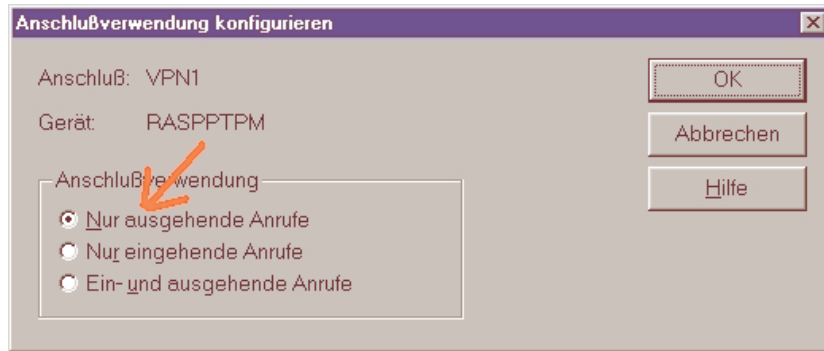 Anschlußverwendung konfigurieren
Anschluß: VPN1
Gerät: RASPPTPM
Anschlußverwendung
Nur ausgehende Anrufe
Nur eingehende Anrufe
Ein- und ausgehende Anrufe
OK
Abbrechen
Hilfe